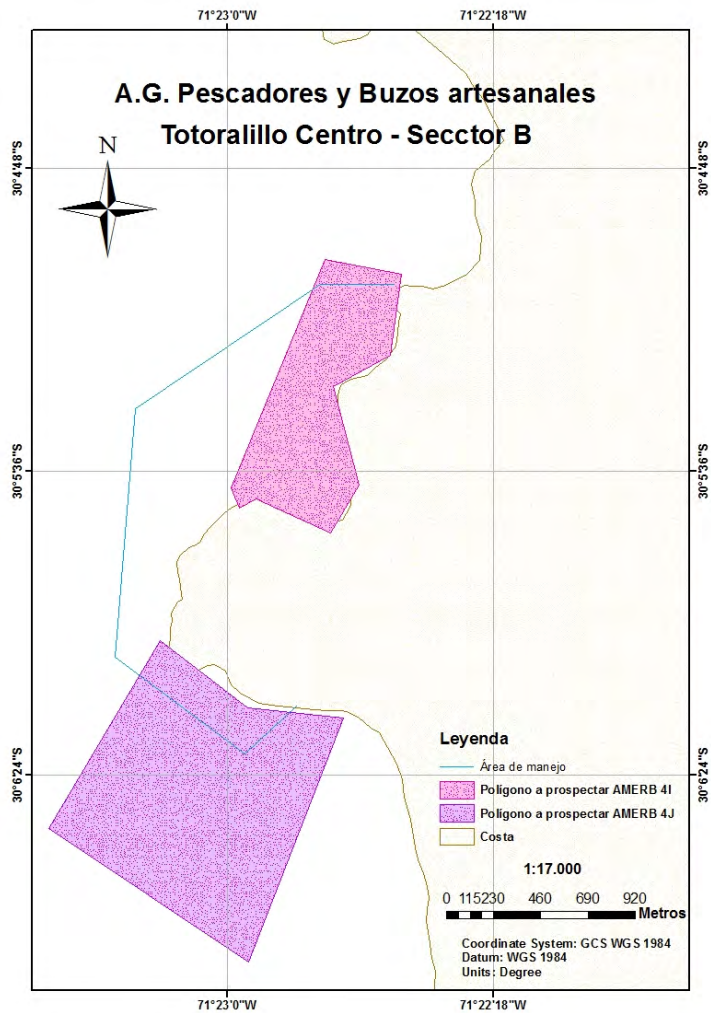 71°23'0"W
71°22'18"W
A.G. Pescadores y Buzos artesanales
Totoralillo Centro - Secctor B
N
30°4'48"S
30°4'48"S
30°5'36"S
30°5'36"S
30°6'24"S
30°6'24"S
Leyenda
Área de manejo
Poligono a prospectar AMERB 4I
Poligono a prospectar AMERB 4J
Costa
1:17.000
0 115230 460 690 920
Metros
Coordinate System: GCS WGS 1984
Datum: WGS 1984
Units: Degree
71°23'0"W
71°22'18"W